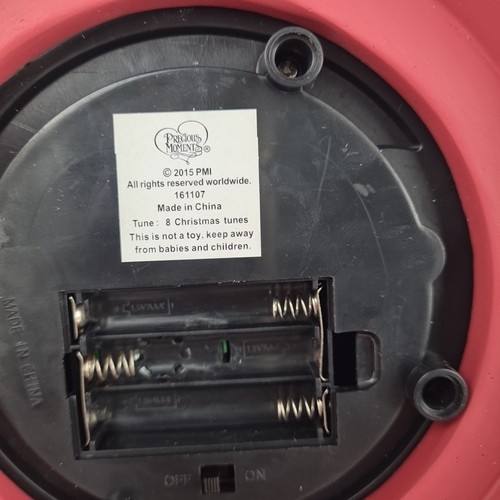 PRECIOUS
MOMENTS®
© 2015 PMI
All rights reserved worldwide.
161107
Made in China
Tune: 8 Christmas tunes
This is not a toy, keep away
from babies and children.
MADE IN CHINA
OFF ON